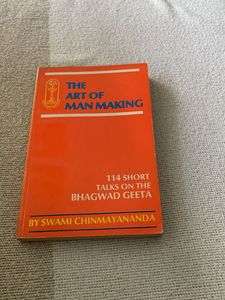 THE
ART OF
MAN MAKING
114 SHORT
TALKS ON THE
BHAGWAD GEETA
BY SWAMI CHINMAYANANDA